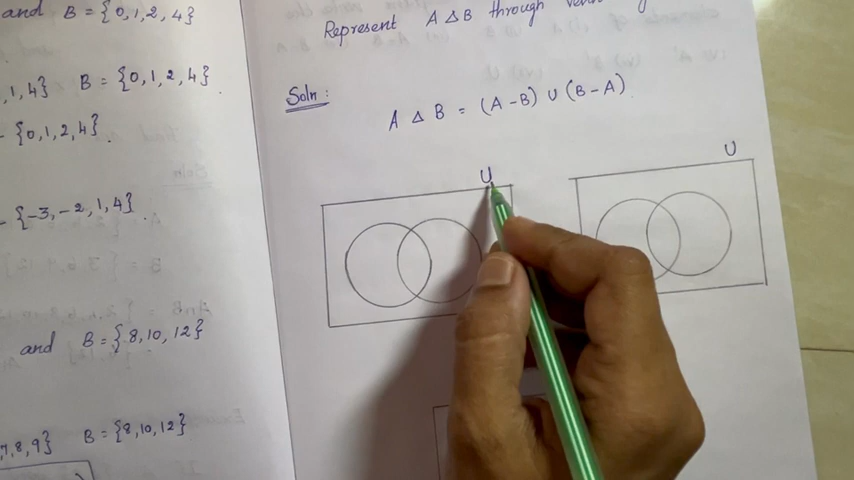 and B = {0,1,2,4}
,1,4} B = {0,1,2,4}.
- {0,1,2,4}.
- {-3,-2,1,4}.
and B = {8,10,12}
7,8,9} B = {8,10,12}
Represent A Δ B through
Soln :
A Δ B = (A - B) ∪ (B - A).
U
U